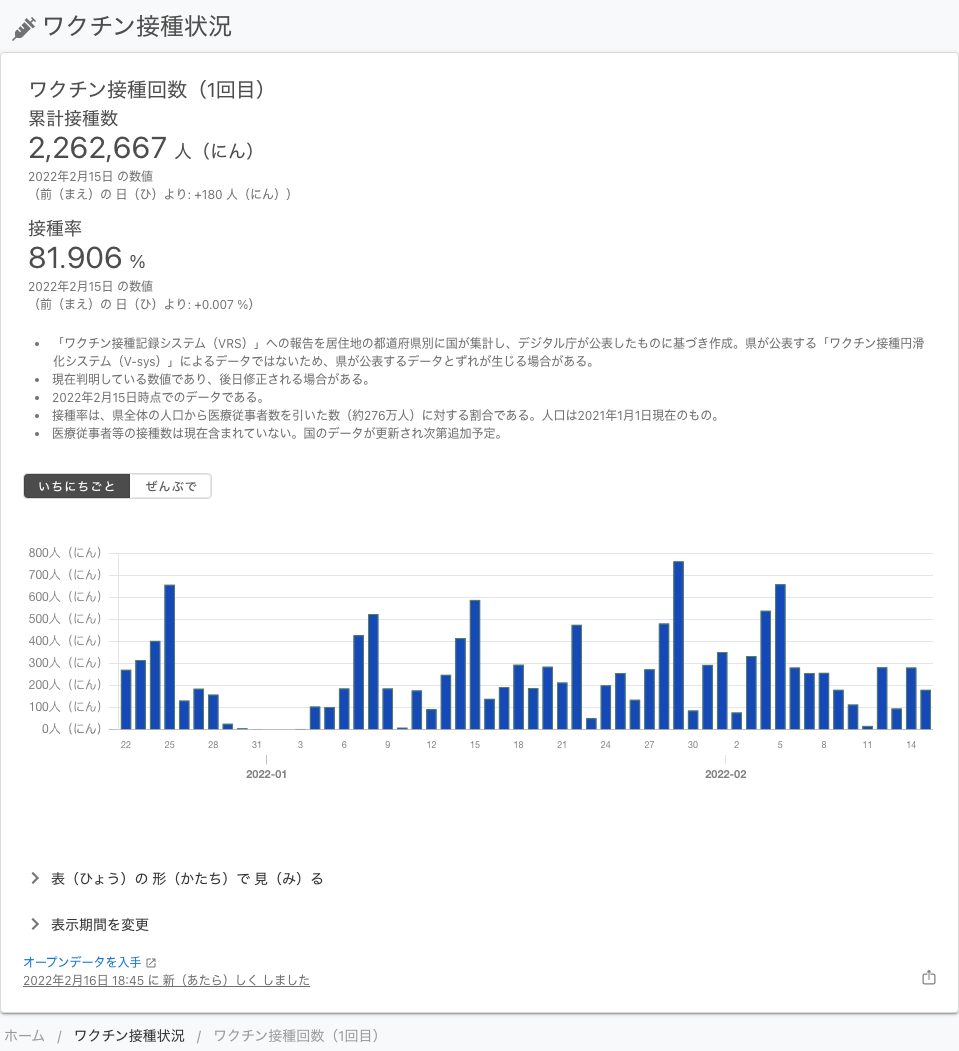 ワクチン接種状況
ワクチン接種回数（1回目）
累計接種数
2,262,667 人（にん）
2022年2月15日 の数値
（前（まえ）の 日（ひ）より: +180 人（にん））
接種率
81.906 %
2022年2月15日 の数値
（前（まえ）の 日（ひ）より: +0.007 %）
• 「ワクチン接種記録システム（VRS）」への報告を居住地の都道府県別に国が集計し、デジタル庁が公表したものに基づき作成。県が公表する「ワクチン接種円滑
化システム（V-sys）」によるデータではないため、県が公表するデータとずれが生じる場合がある。
• 現在判明している数値であり、後日修正される場合がある。
• 2022年2月15日時点でのデータである。
• 接種率は、県全体の人口から医療従事者数を引いた数（約276万人）に対する割合である。人口は2021年1月1日現在のもの。
• 医療従事者等の接種数は現在含まれていない。国のデータが更新され次第追加予定。
いちにちごと ぜんぶで
800人（にん）
700人（にん）
600人（にん）
500人（にん）
400人（にん）
300人（にん）
200人（にん）
100人（にん）
0人（にん）
22 25 28 31 3 6 9 12 15 18 21 24 27 30 2 5 8 11 14
2022-01 2022-02
表（ひょう）の 形（かたち）で 見（み）る
表示期間を変更
オープンデータを入手
2022年2月16日 18:45 に 新（あたら）しく しました
ホーム / ワクチン接種状況 / ワクチン接種回数（1回目）